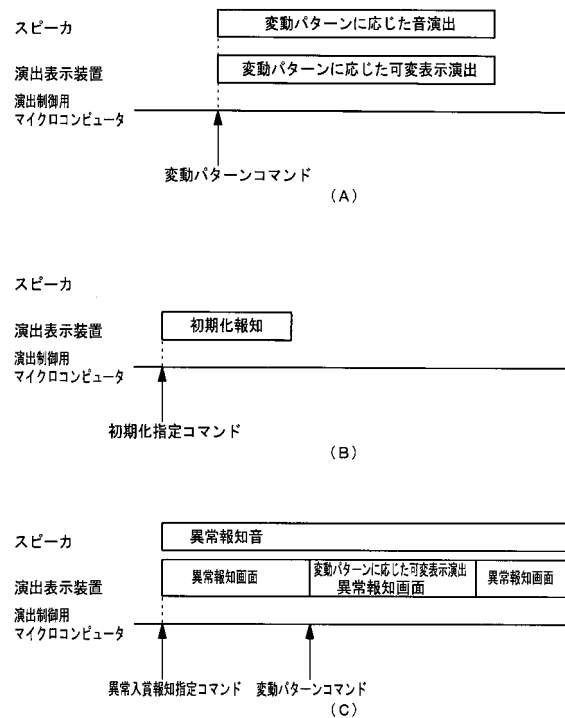 スピーカ
変動パターンに応じた音演出
演出表示装置
変動パターンに応じた可変表示演出
演出制御用
マイクロコンピュータ
変動パターンコマンド
(A)
スピーカ
演出表示装置
初期化報知
演出制御用
マイクロコンピュータ
初期化指定コマンド
(B)
スピーカ
異常報知音
演出表示装置
異常報知画面
変動パターンに応じた可変表示演出
異常報知画面
異常報知画面
演出制御用
マイクロコンピュータ
異常入賞報知指定コマンド
変動パターンコマンド
(C)